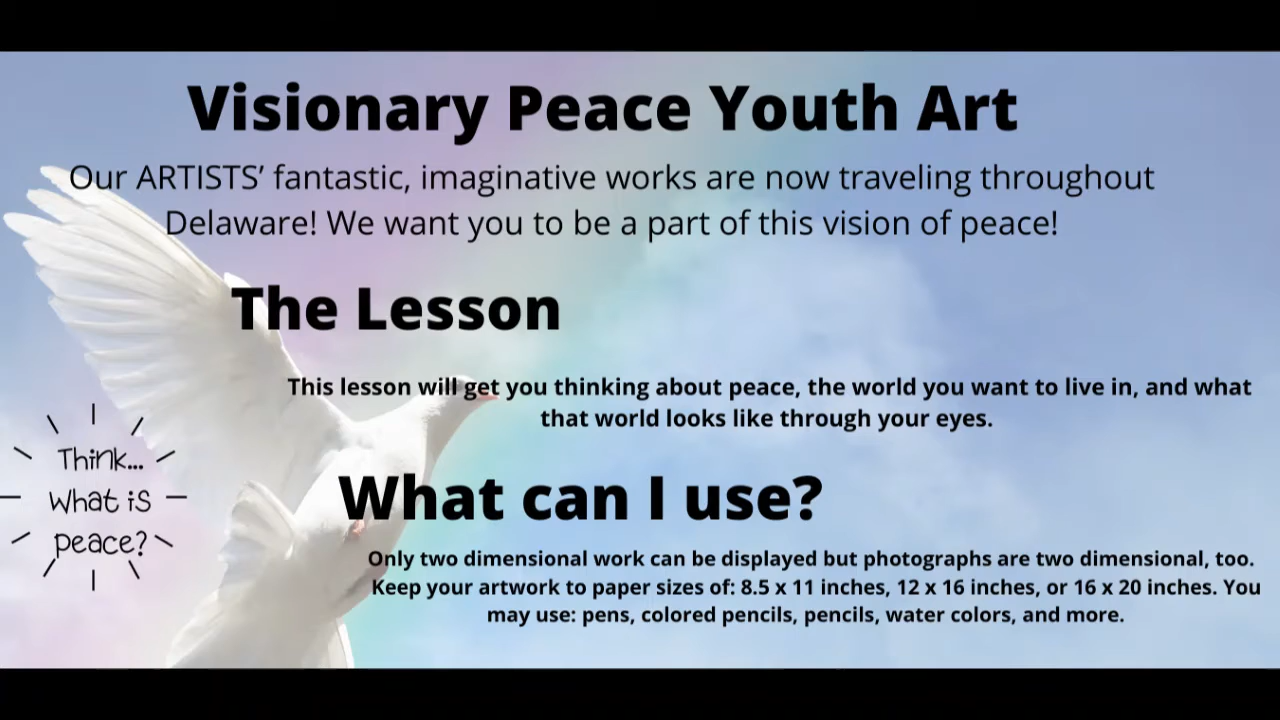 Visionary Peace Youth Art
Our ARTISTS’ fantastic, imaginative works are now traveling throughout
Delaware! We want you to be a part of this vision of peace!
The Lesson
This lesson will get you thinking about peace, the world you want to live in, and what
that world looks like through your eyes.
Think...
What is
peace?
What can I use?
Only two dimensional work can be displayed but photographs are two dimensional, too.
Keep your artwork to paper sizes of: 8.5 x 11 inches, 12 x 16 inches, or 16 x 20 inches. You
may use: pens, colored pencils, pencils, water colors, and more.